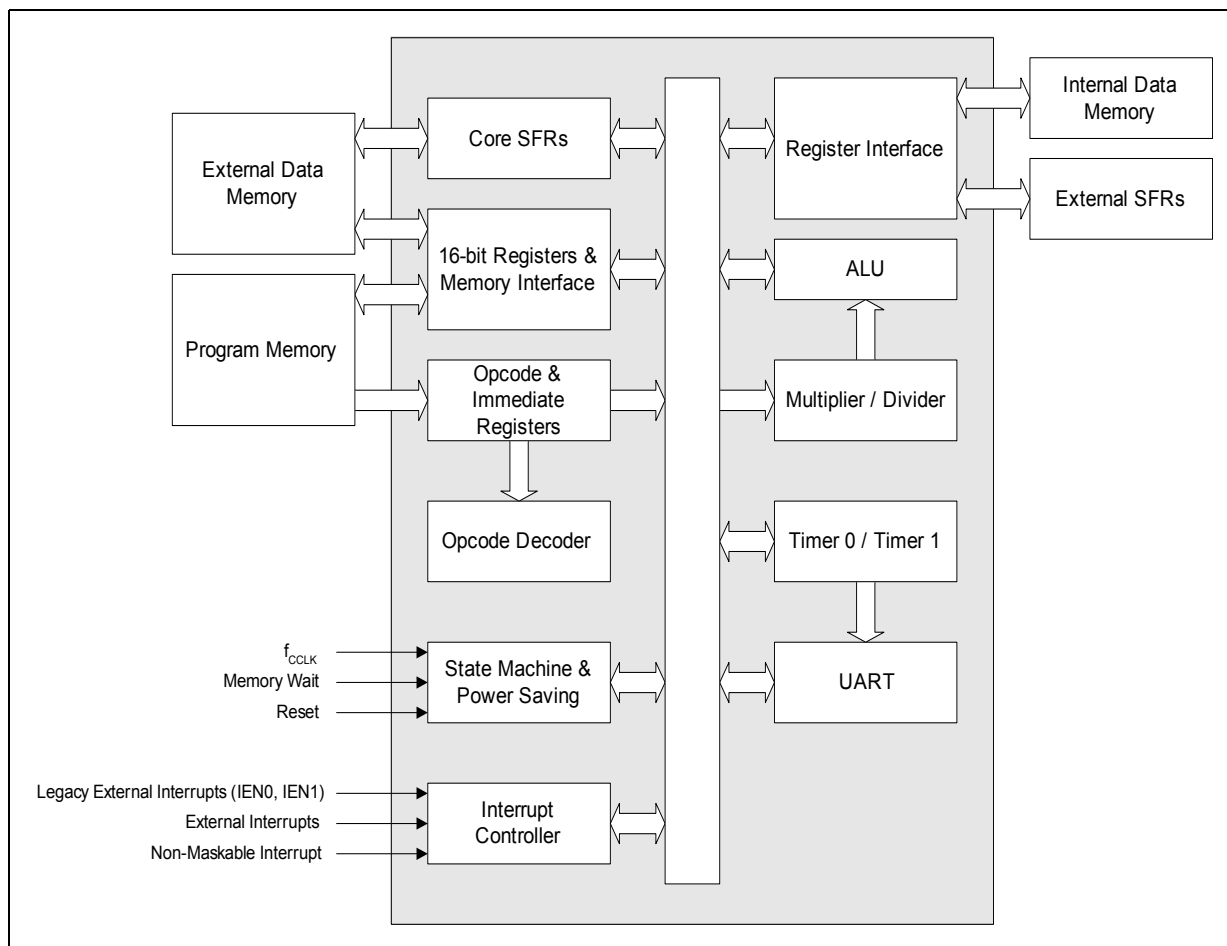 External Data
Memory
Program Memory
Core SFRs
16-bit Registers &
Memory Interface
Opcode &
Immediate
Registers
Opcode Decoder
State Machine &
Power Saving
Interrupt
Controller
fCCLK
Memory Wait
Reset
Legacy External Interrupts (IEN0, IEN1)
External Interrupts
Non-Maskable Interrupt
Register Interface
ALU
Multiplier / Divider
Timer 0 / Timer 1
UART
Internal Data
Memory
External SFRs